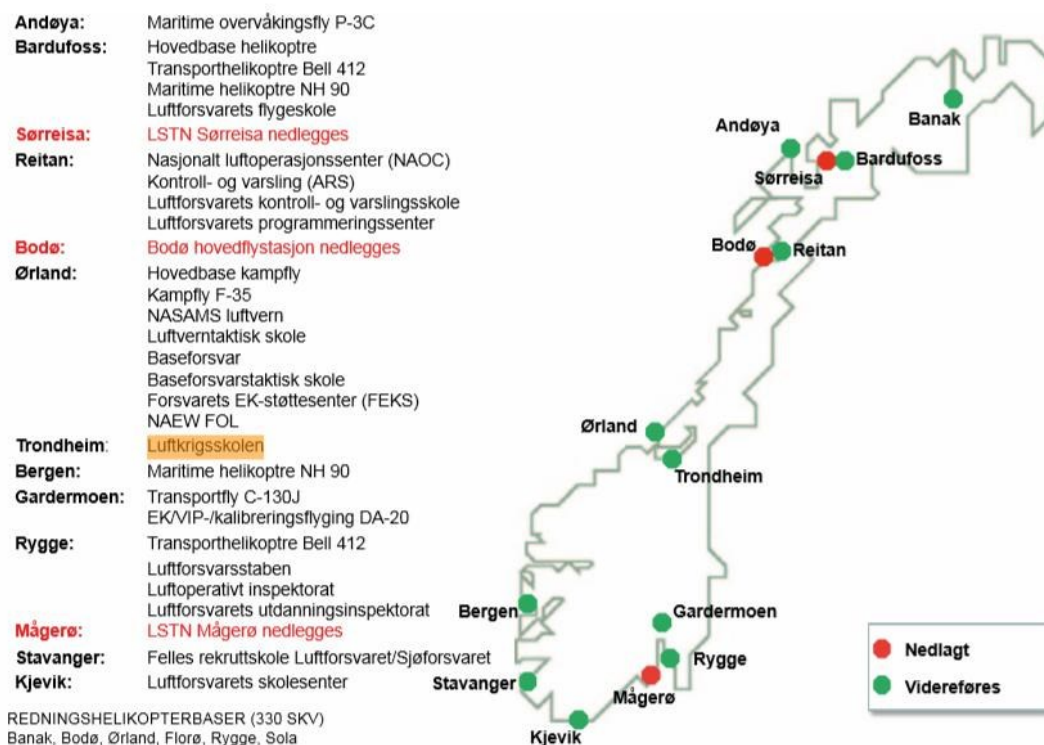 Andøya: Maritime overvåkingsfly P-3C
Bardufoss: Hovedbase helikoptre
Transporthelikoptre Bell 412
Maritime helikoptre NH 90
Luftforsvarets flygeskole
Sørreisa: LSTN Sørreisa nedlegges
Reitan: Nasjonalt luftoperasjonssenter (NAOC)
Kontroll- og varsling (ARS)
Luftforsvarets kontroll- og varslingsskole
Luftforsvarets programmeringssenter
Bodø: Bodø hovedflystasjon nedlegges
Ørland: Hovedbase kampfly
Kampfly F-35
NASAMS luftvern
Luftverntaktisk skole
Baseforsvar
Baseforsvarstaktisk skole
Forsvarets EK-støttesenter (FEKS)
NAEW FOL
Trondheim: Luftkrigsskolen
Bergen: Maritime helikoptre NH 90
Gardermoen: Transportfly C-130J
EK/VIP-/kalibreringsflyging DA-20
Rygge: Transporthelikoptre Bell 412
Luftforsvarsstaben
Luftoperativt inspektorat
Luftforsvarets utdanningsinspektorat
Mågerø: LSTN Mågerø nedlegges
Stavanger: Felles rekruttskole Luftforsvaret/Sjøforsvaret
Kjevik: Luftforsvarets skolesenter
REDNINGSHELIKOPTERBASER (330 SKV)
Banak, Bodø, Ørland, Florø, Rygge, Sola
Banak
Andøya
Bardufoss
Sørreisa
Bodø
Reitan
Ørland
Trondheim
Bergen
Gardermoen
Rygge
Stavanger
Mågerø
Kjevik
Nedlagt
Videreføres